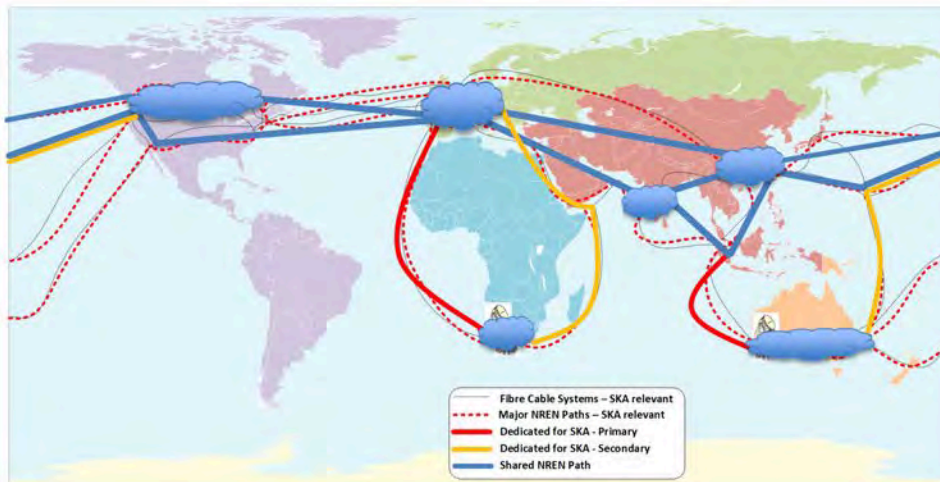 Fibre Cable Systems – SKA relevant
Major NREN Paths – SKA relevant
Dedicated for SKA - Primary
Dedicated for SKA - Secondary
Shared NREN Path